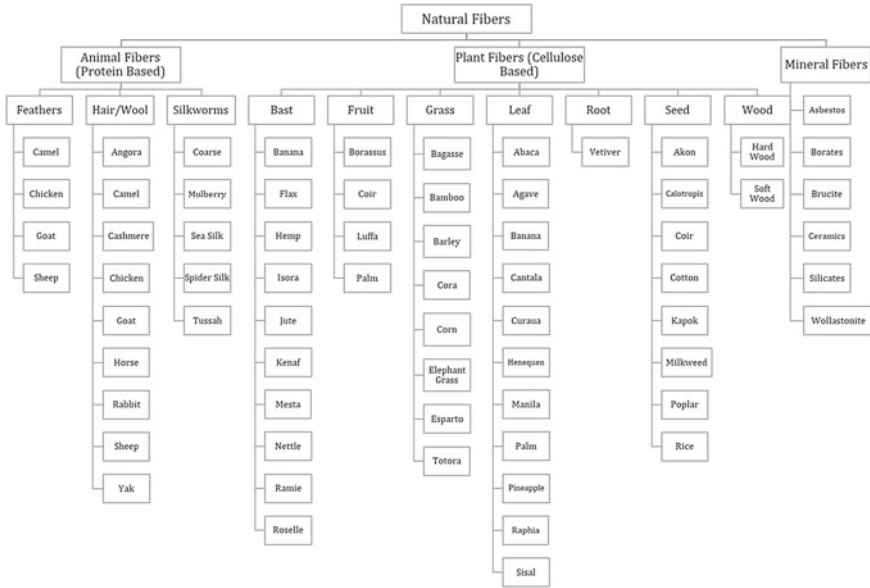 Natural Fibers
Animal Fibers
(Protein Based)
Plant Fibers (Cellulose
Based)
Mineral Fibers
Feathers
Hair/Wool
Silkworms
Bast
Fruit
Grass
Leaf
Root
Seed
Wood
Camel
Chicken
Goat
Sheep
Angora
Camel
Cashmere
Chicken
Goat
Horse
Rabbit
Sheep
Yak
Coarse
Mulberry
Sea Silk
Spider Silk
Tussah
Banana
Flax
Hemp
Isora
Jute
Kenaf
Mesta
Nettle
Ramie
Roselle
Borassus
Coir
Luffa
Palm
Bagasse
Bamboo
Barley
Cora
Corn
Elephant
Grass
Esparto
Totora
Abaca
Agave
Banana
Cantala
Curaua
Henequen
Manila
Palm
Pineapple
Raphia
Sisal
Vetiver
Akon
Calotropis
Coir
Cotton
Kapok
Milkweed
Poplar
Rice
Hard
Wood
Soft
Wood
Asbestos
Borates
Brucite
Ceramics
Silicates
Wollastonite